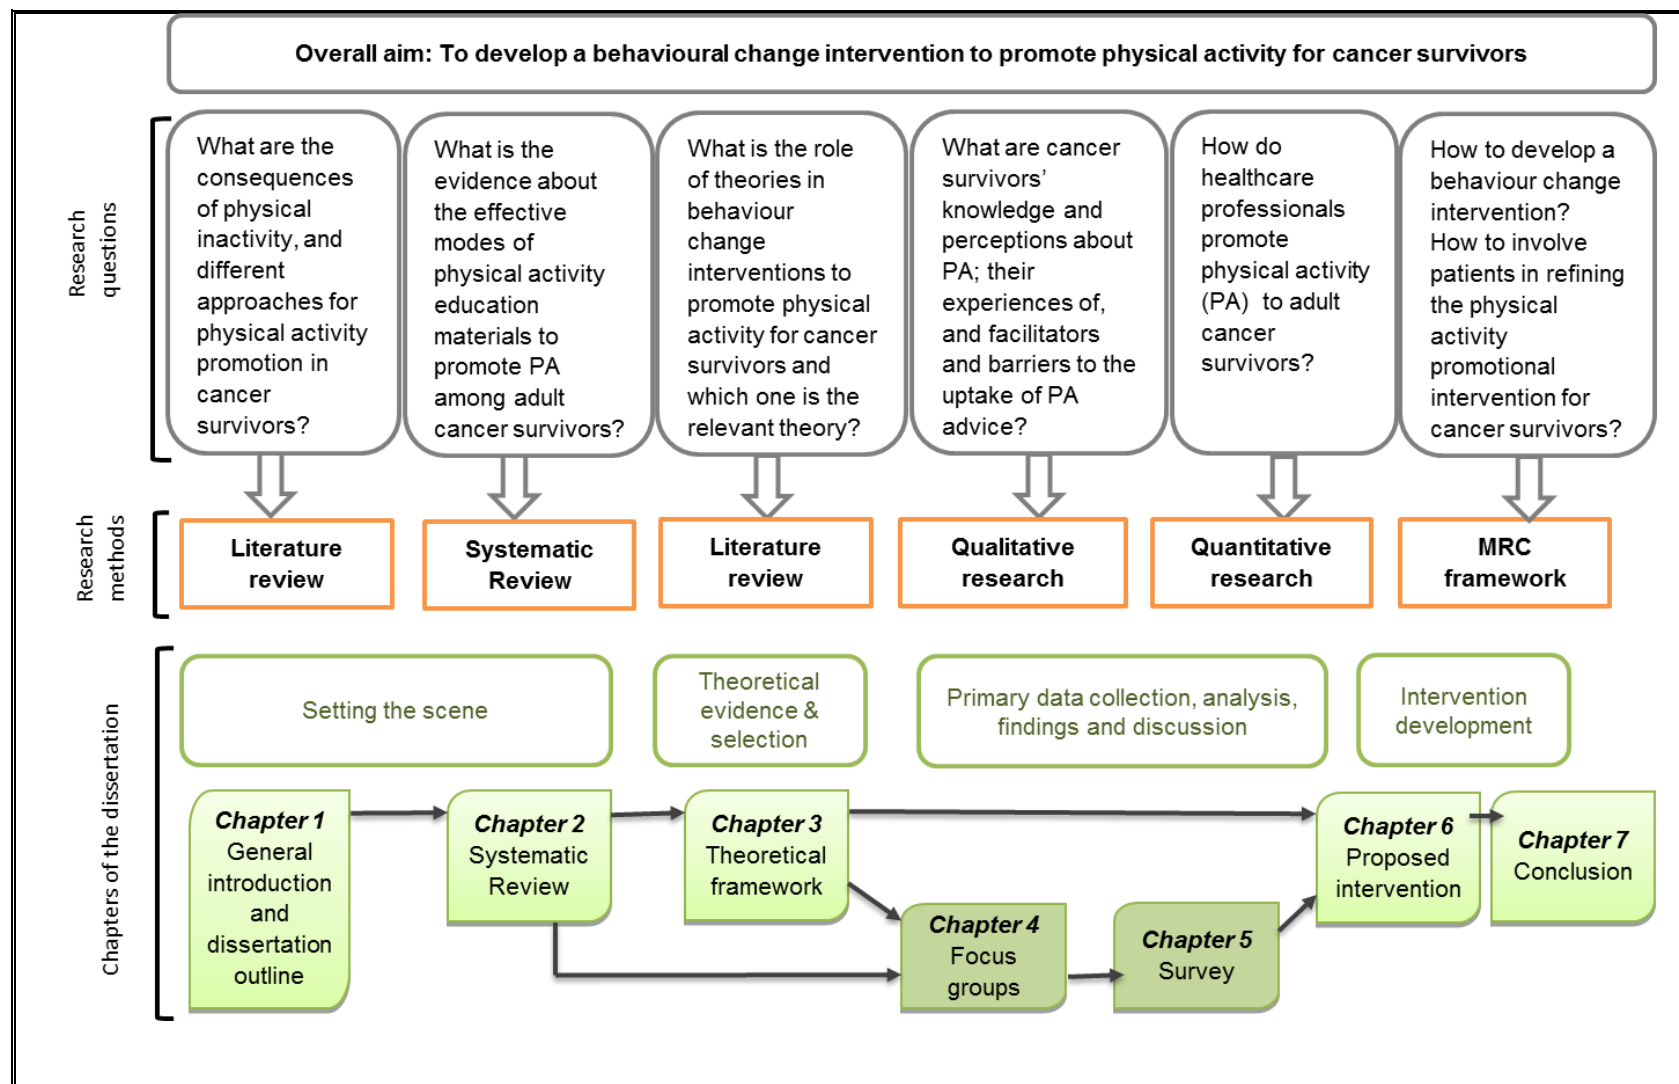 Overall aim: To develop a behavioural change intervention to promote physical activity for cancer survivors
Research
questions
What are the
consequences
of physical
inactivity, and
different
approaches for
physical activity
promotion in
cancer
survivors?
What is the
evidence about
the effective
modes of
physical activity
education
materials to
promote PA
among adult
cancer survivors?
What is the role
of theories in
behaviour
change
interventions to
promote physical
activity for cancer
survivors and
which one is the
relevant theory?
What are cancer
survivors’
knowledge and
perceptions about
PA; their
experiences of,
and facilitators
and barriers to the
uptake of PA
advice?
How do
healthcare
professionals
promote
physical activity
(PA) to adult
cancer
survivors?
How to develop a
behaviour change
intervention?
How to involve
patients in refining
the physical
activity
promotional
intervention for
cancer survivors?
Research
methods
Literature
review
Systematic
Review
Literature
review
Qualitative
research
Quantitative
research
MRC
framework
Chapters of the dissertation
Setting the scene
Theoretical
evidence &
selection
Primary data collection, analysis,
findings and discussion
Intervention
development
Chapter 1
General
introduction
and
dissertation
outline
Chapter 2
Systematic
Review
Chapter 3
Theoretical
framework
Chapter 4
Focus
groups
Chapter 5
Survey
Chapter 6
Proposed
intervention
Chapter 7
Conclusion